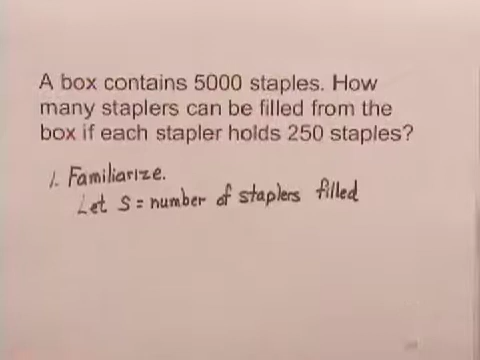 A box contains 5000 staples. How
many staplers can be filled from the
box if each stapler holds 250 staples?
1. Familiarize.
Let S = number of staplers filled